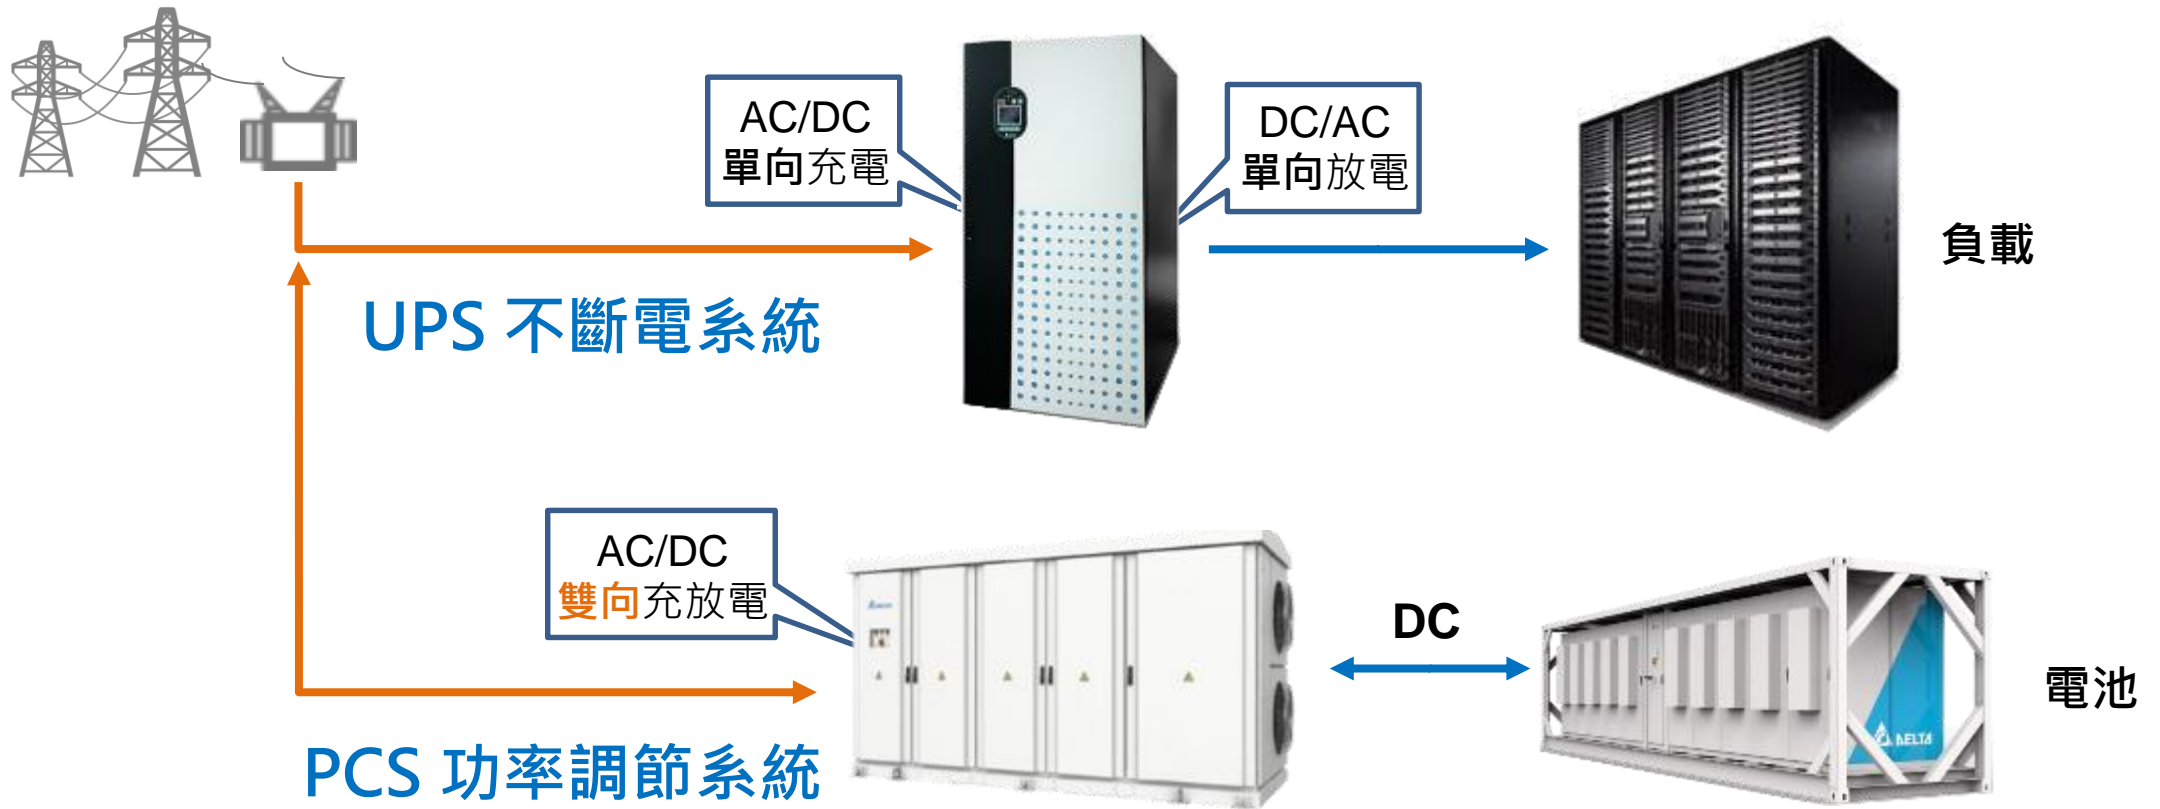 AC/DC
單向充電
DC/AC
單向放電
負載
UPS 不斷電系統
AC/DC
雙向充放電
DC
電池
DELTA
PCS 功率調節系統